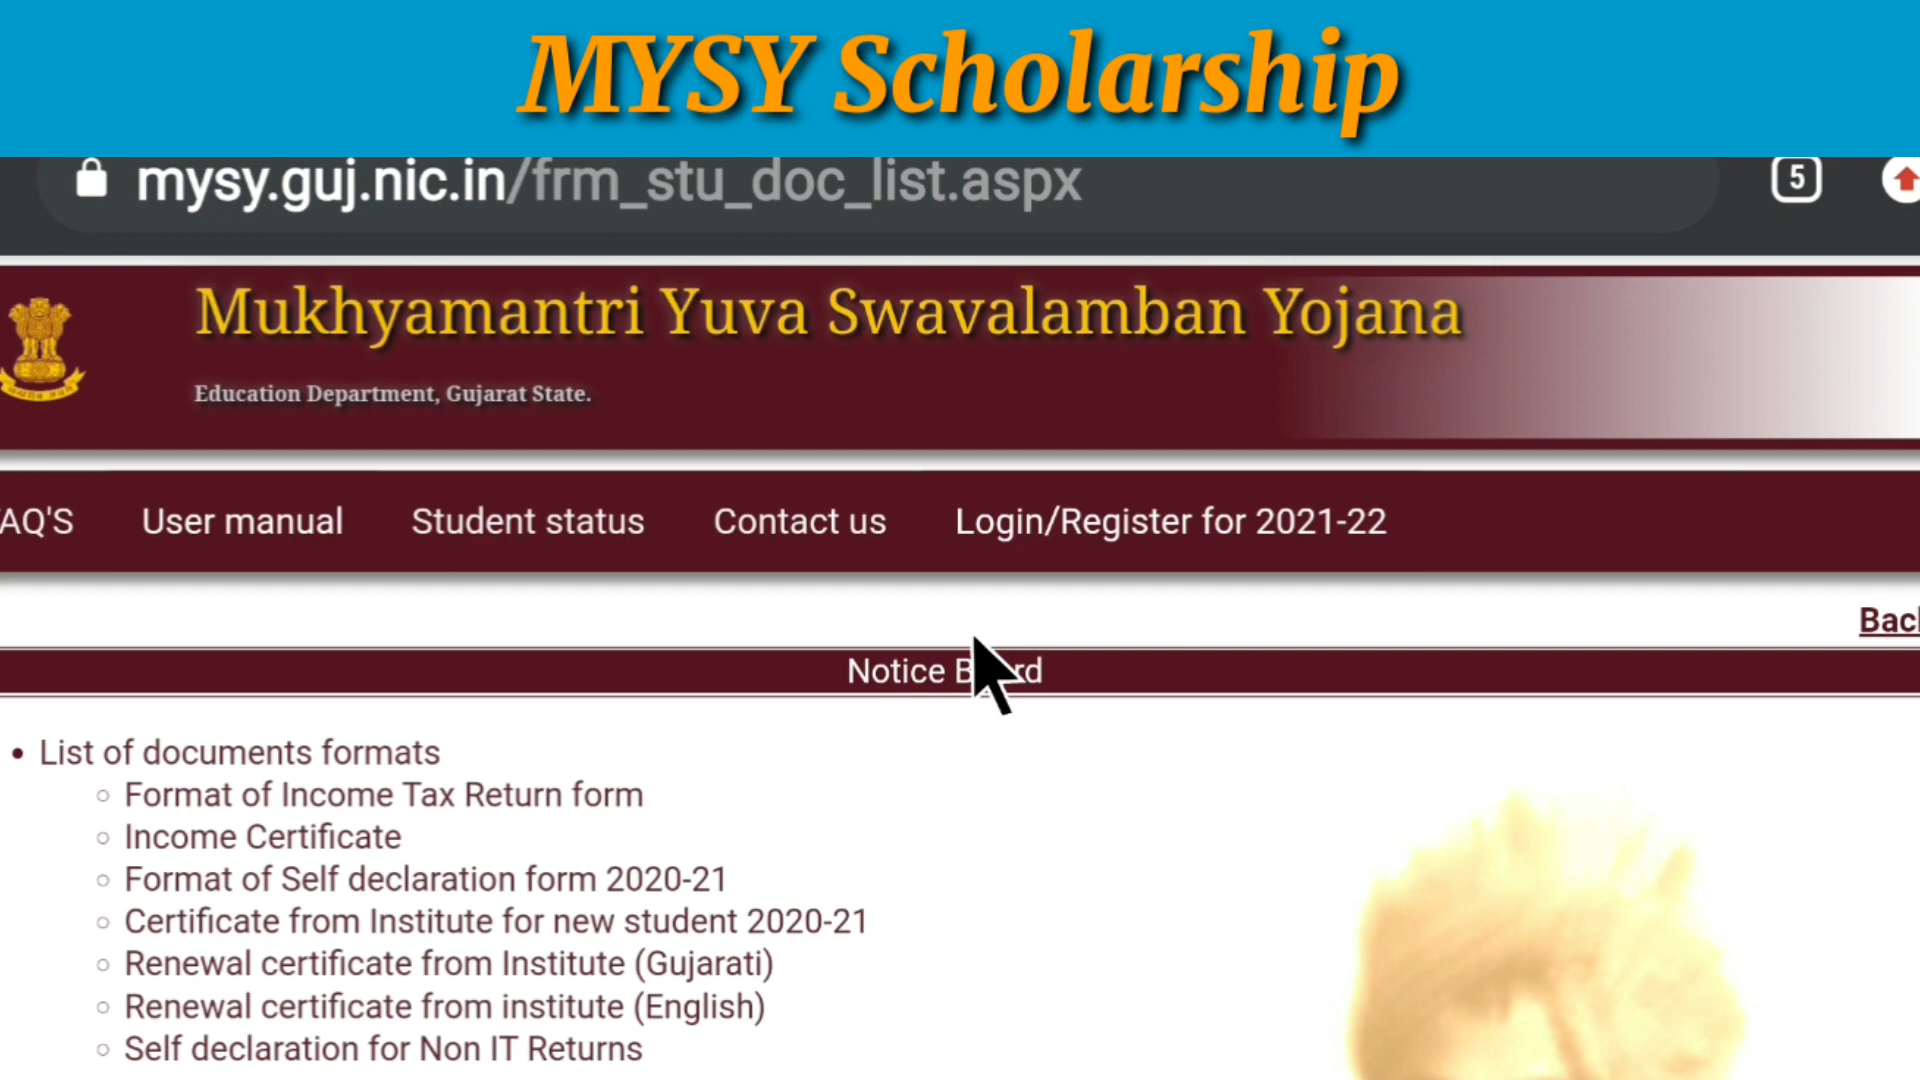 MYSY Scholarship
mysy.guj.nic.in/frm_stu_doc_list.aspx
5
Mukhyamantri Yuva Swavalamban Yojana
Education Department, Gujarat State.
AQ'S User manual Student status Contact us Login/Register for 2021-22
Notice
List of documents formats
Format of Income Tax Return form
Income Certificate
Format of Self declaration form 2020-21
Certificate from Institute for new student 2020-21
Renewal certificate from Institute (Gujarati)
Renewal certificate from institute (English)
Self declaration for Non IT Returns